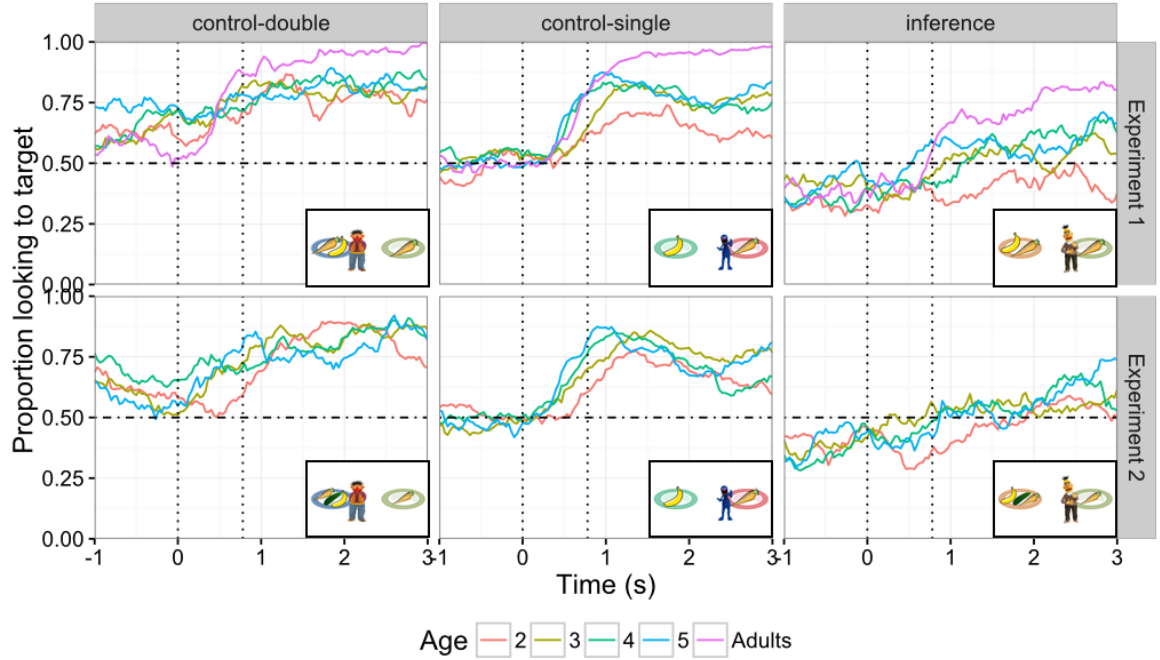 control-double control-single inference
Proportion looking to target
1.00
0.75
0.50
0.25
0.00
Experiment 1
1.00
0.75
0.50
0.25
0.00
Experiment 2
-1 0 1 2 3 -1 0 1 2 3 -1 0 1 2 3
Time (s)
Age 2 3 4 5 Adults